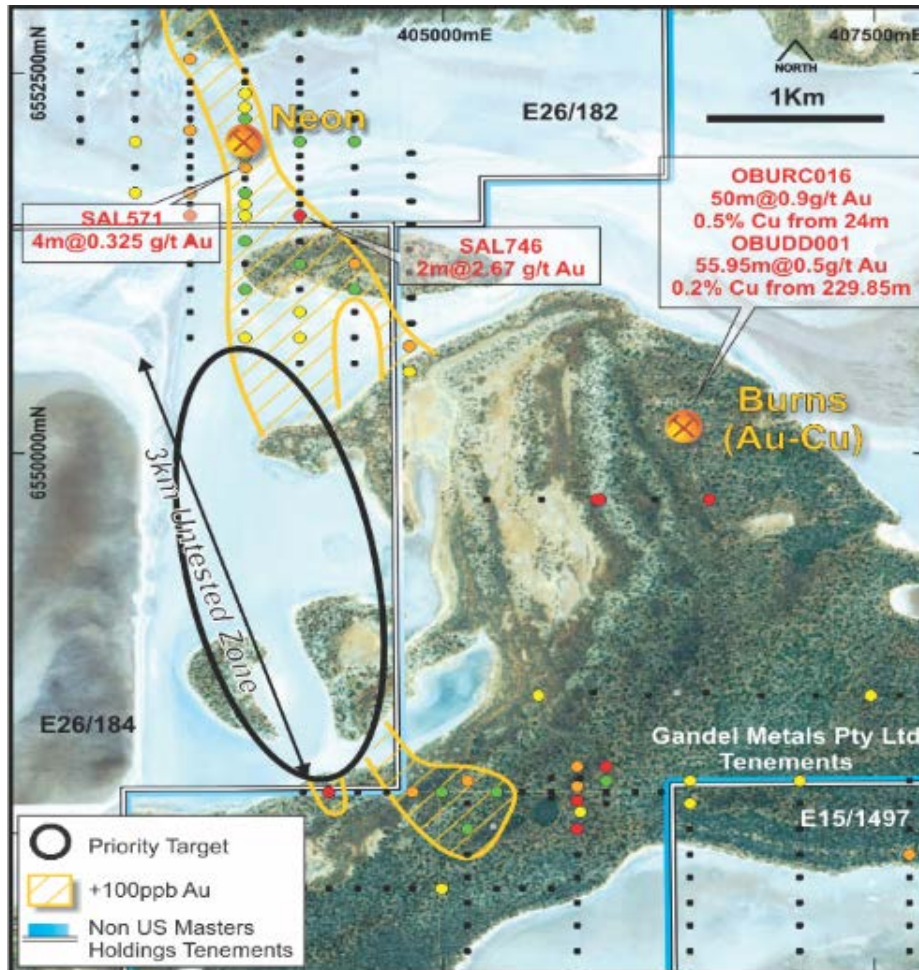 405000mE
407500mE
6552500mN
NORTH
1Km
E26/182
Neon
OBURC016
50m@0.9g/t Au
0.5% Cu from 24m
OBUDD001
55.95m@0.5g/t Au
0.2% Cu from 229.85m
SAL571
4m@0.325 g/t Au
SAL746
2m@2.67 g/t Au
Burns
(Au-Cu)
6550000mN
3km Untested Zone
E26/184
Gandel Metals Pty Ltd
Tenements
E15/1497
Priority Target
+100ppb Au
Non US Masters
Holdings Tenements